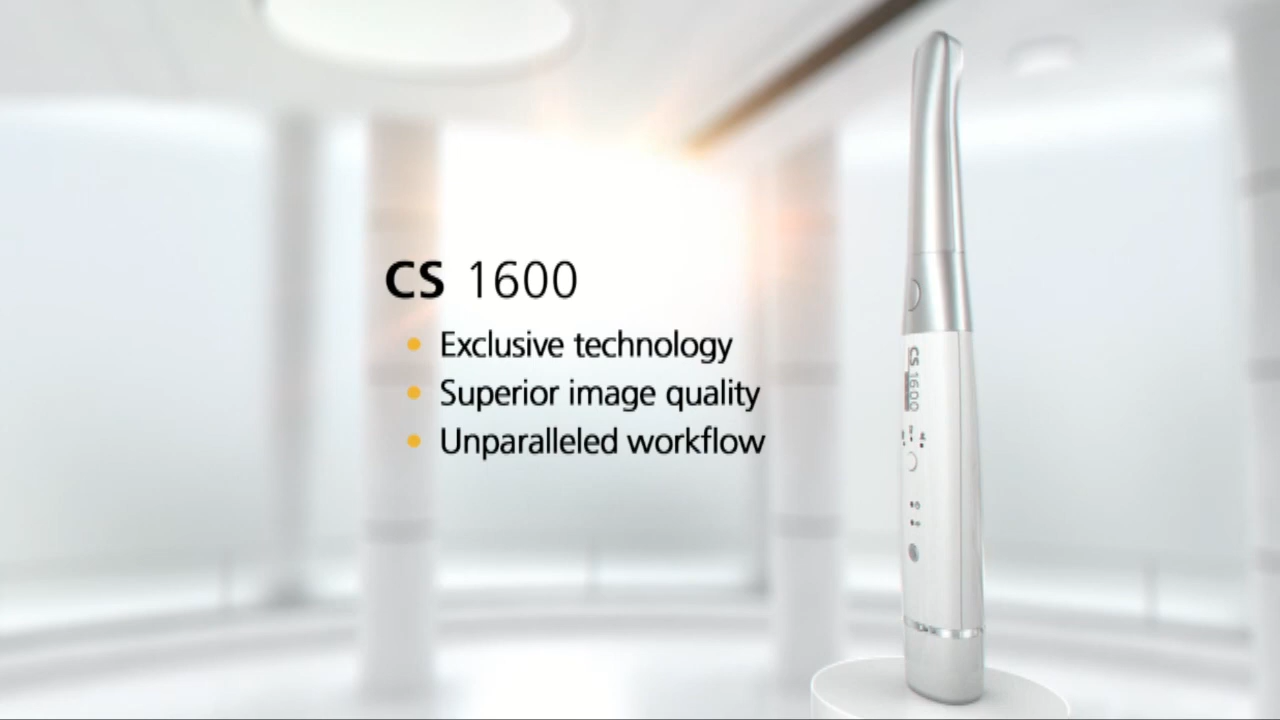 CS 1600
Exclusive technology
Superior image quality
Unparalleled workflow
CS 1600